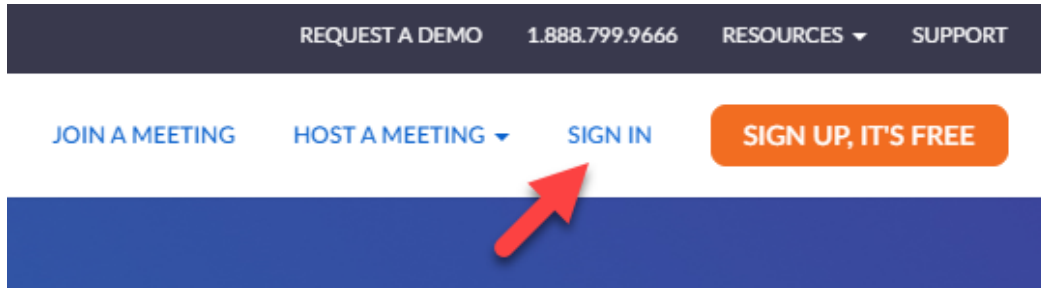 REQUEST A DEMO 1.888.799.9666 RESOURCES SUPPORT
JOIN A MEETING HOST A MEETING SIGN IN SIGN UP, IT'S FREE